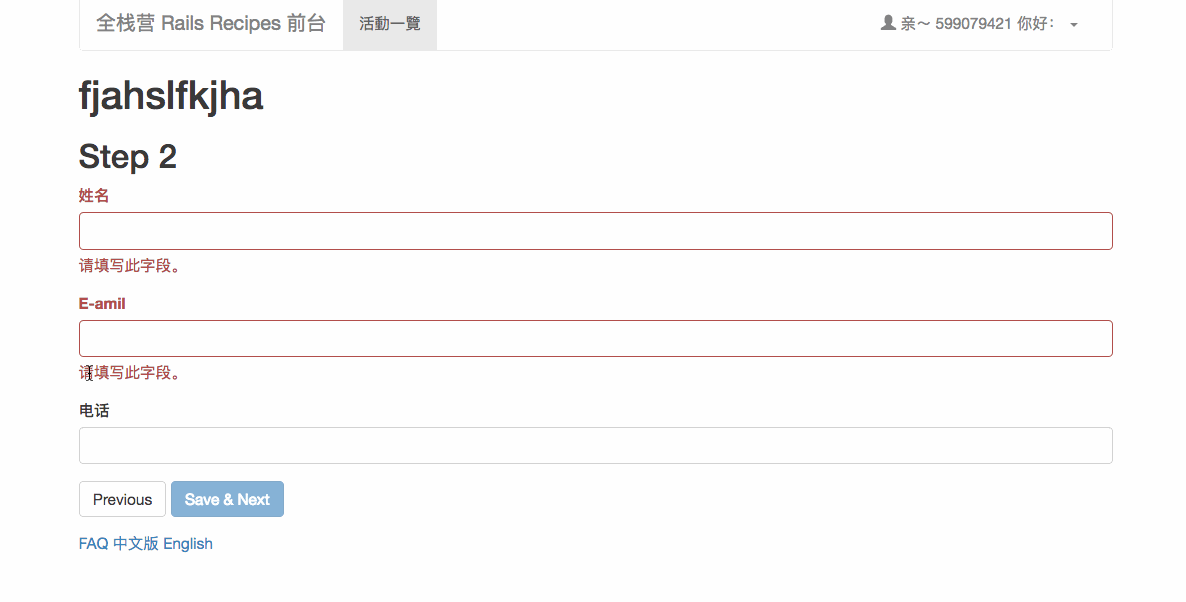 全栈营 Rails Recipes 前台 活動一覽 亲～ 599079421 你好：
fjahslfkjha
Step 2
姓名
请填写此字段。
E-amil
请填写此字段。
电话
Previous Save & Next
FAQ 中文版 English